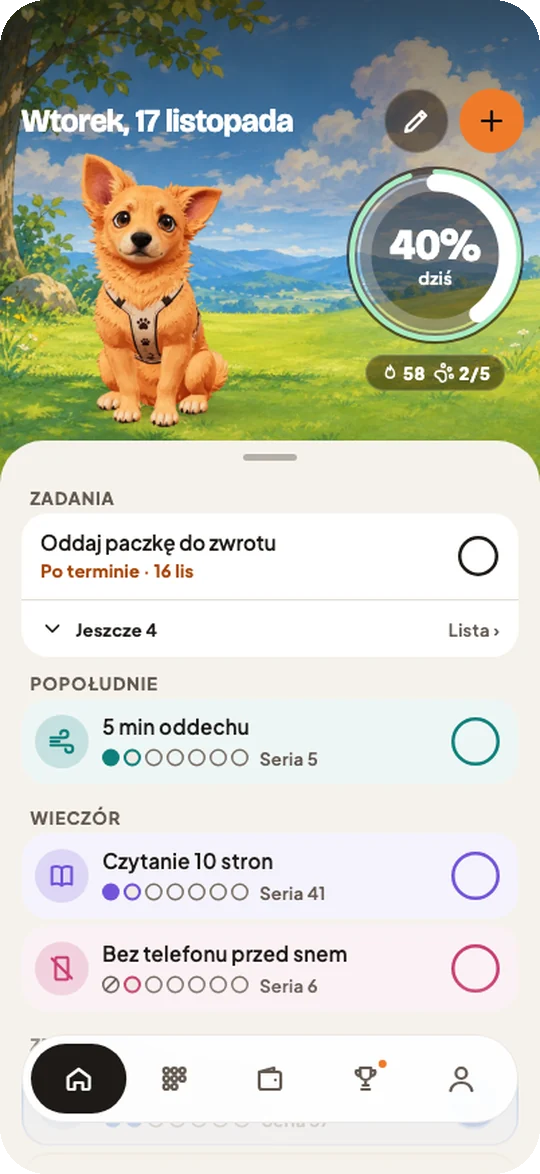 Wtorek, 17 listopada
40%
dziś
58 2/5
ZADANIA
Oddaj paczkę do zwrotu
Po terminie · 16 lis
Jeszcze 4
Lista ›
POPOŁUDNIE
5 min oddechu
Seria 5
WIECZÓR
Czytanie 10 stron
Seria 41
Bez telefonu przed snem
Seria 6